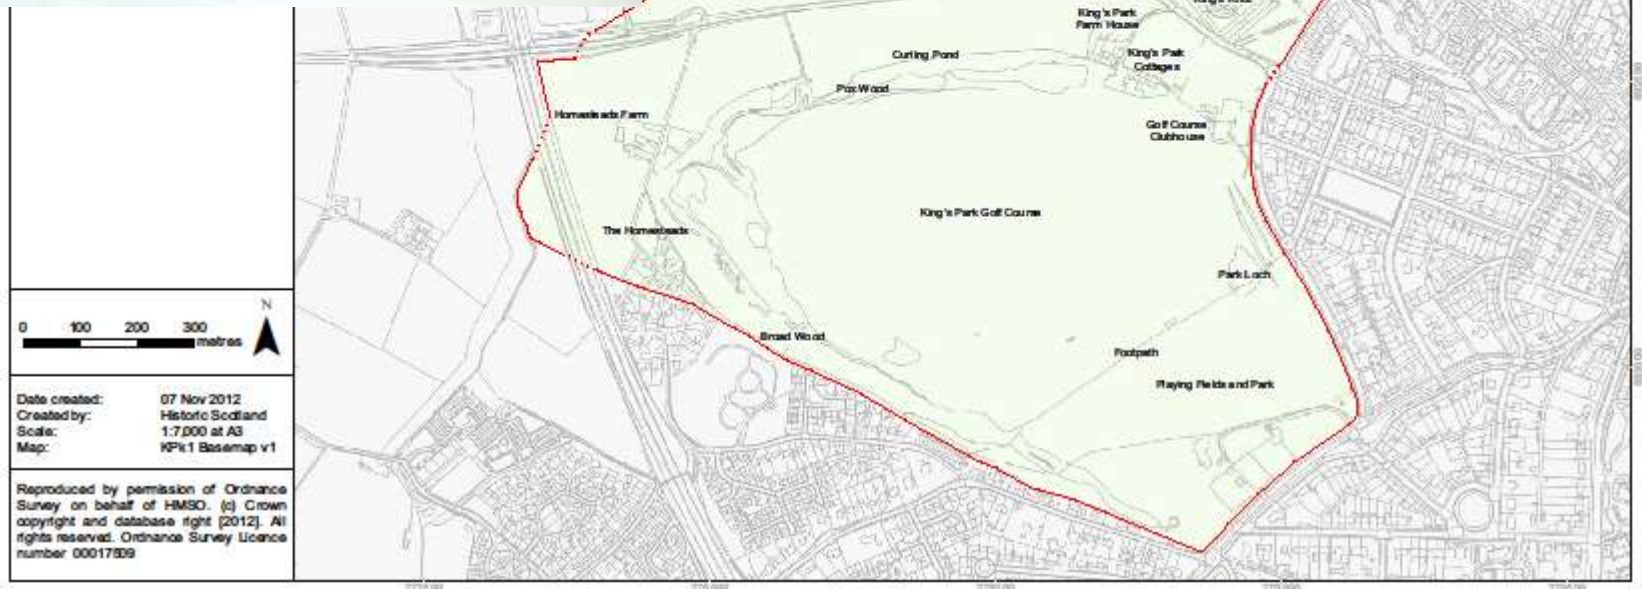 King's Knot
King's Park
Farm House
Curling Pond
King's Park
Cottages
Pox Wood
Homesteads Farm
Golf Course
Clubhouse
King's Park Golf Course
The Homesteads
Park Loch
Broad Wood
Footpath
Playing Fields and Park
N
0 100 200 300
metres
Date created: 07 Nov 2012
Created by: Historic Scotland
Scale: 1:7,000 at A3
Map: KPk1 Basemap v1
Reproduced by permission of Ordnance
Survey on behalf of HMSO. (c) Crown
copyright and database right [2012]. All
rights reserved. Ordnance Survey Licence
number 00017509